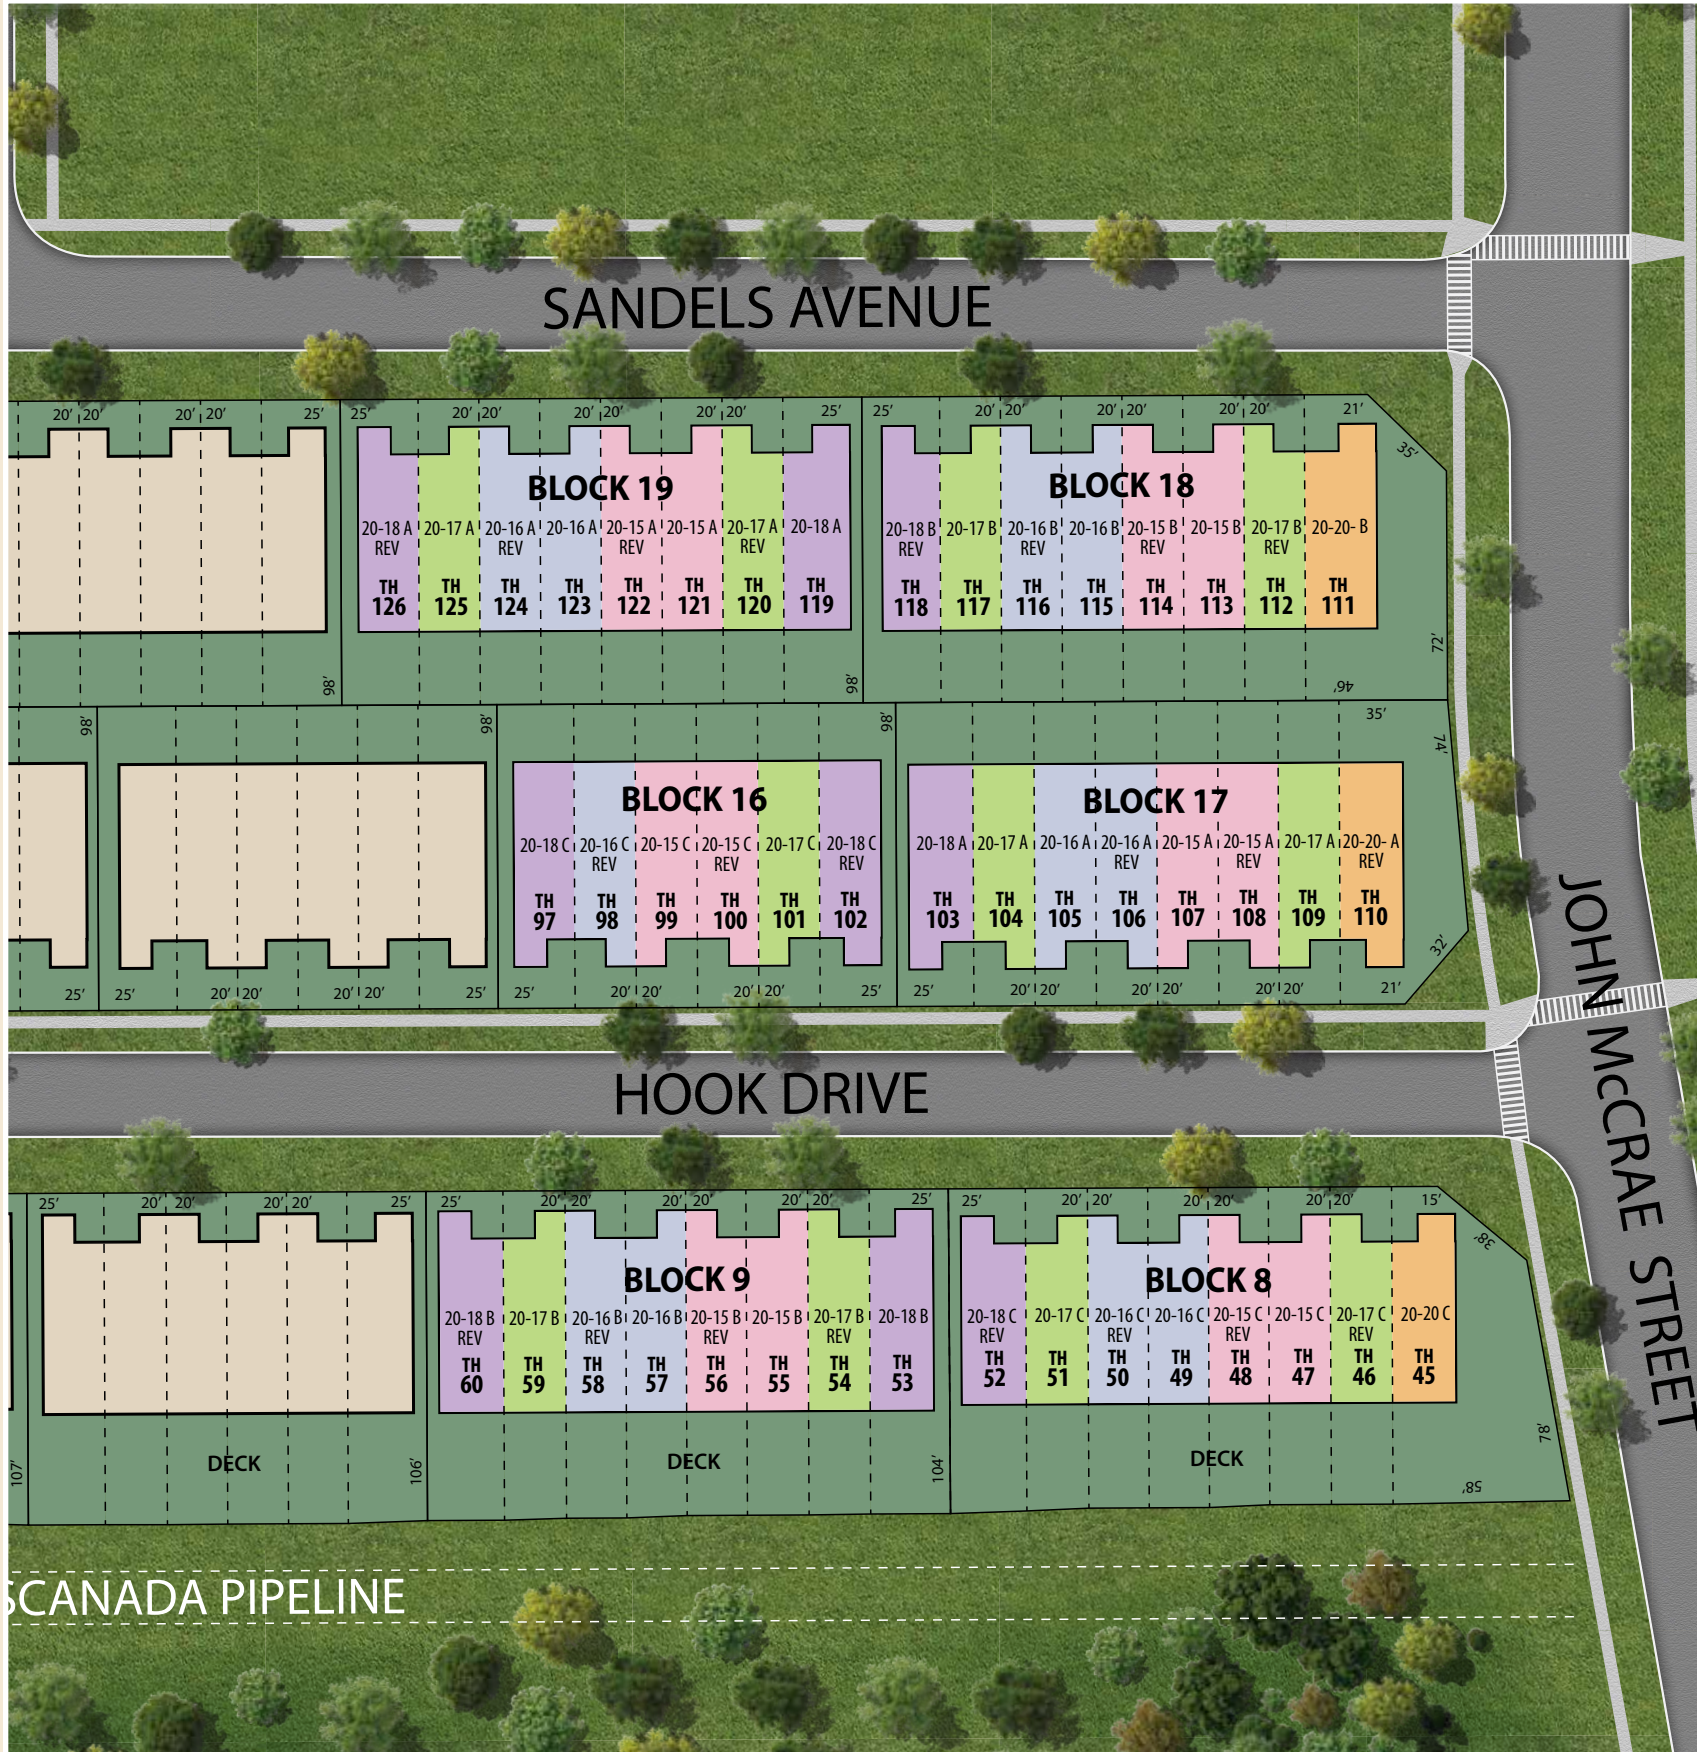 SANDELS AVENUE
20' 20' 20' 20' 25' 25' 20' 20' 20' 20' 20' 20' 25' 25' 20' 20' 20' 20' 20' 20' 21'
35'
BLOCK 19
20-18 A REV 20-17 A 20-16 A REV 20-16 A 20-15 A REV 20-15 A 20-17 A REV 20-18 A
TH 126 TH 125 TH 124 TH 123 TH 122 TH 121 TH 120 TH 119
BLOCK 18
20-18 B REV 20-17 B 20-16 B REV 20-16 B 20-15 B REV 20-15 B 20-17 B REV 20-20- B
TH 118 TH 117 TH 116 TH 115 TH 114 TH 113 TH 112 TH 111
72'
98' 98' 46'
98' 98' 98' 35' 74'
BLOCK 16
20-18 C 20-16 C REV 20-15 C 20-15 C REV 20-17 C 20-18 C REV
TH 97 TH 98 TH 99 TH 100 TH 101 TH 102
BLOCK 17
20-18 A 20-17 A 20-16 A 20-16 A REV 20-15 A 20-15 A REV 20-17 A 20-20- A REV
TH 103 TH 104 TH 105 TH 106 TH 107 TH 108 TH 109 TH 110
32'
25' 25' 20' 20' 20' 20' 25' 25' 20' 20' 20' 20' 25' 25' 20' 20' 20' 20' 20' 20' 21'
HOOK DRIVE
JOHN McCRAE STREET
25' 20' 20' 20' 20' 25' 25' 20' 20' 20' 20' 20' 20' 25' 25' 20' 20' 20' 20' 20' 20' 15'
38'
BLOCK 9
20-18 B REV 20-17 B 20-16 B REV 20-16 B 20-15 B REV 20-15 B 20-17 B REV 20-18 B
TH 60 TH 59 TH 58 TH 57 TH 56 TH 55 TH 54 TH 53
BLOCK 8
20-18 C REV 20-17 C 20-16 C REV 20-16 C 20-15 C REV 20-15 C 20-17 C REV 20-20 C
TH 52 TH 51 TH 50 TH 49 TH 48 TH 47 TH 46 TH 45
78'
107' DECK 106' DECK 104' DECK 58'
SCANADA PIPELINE